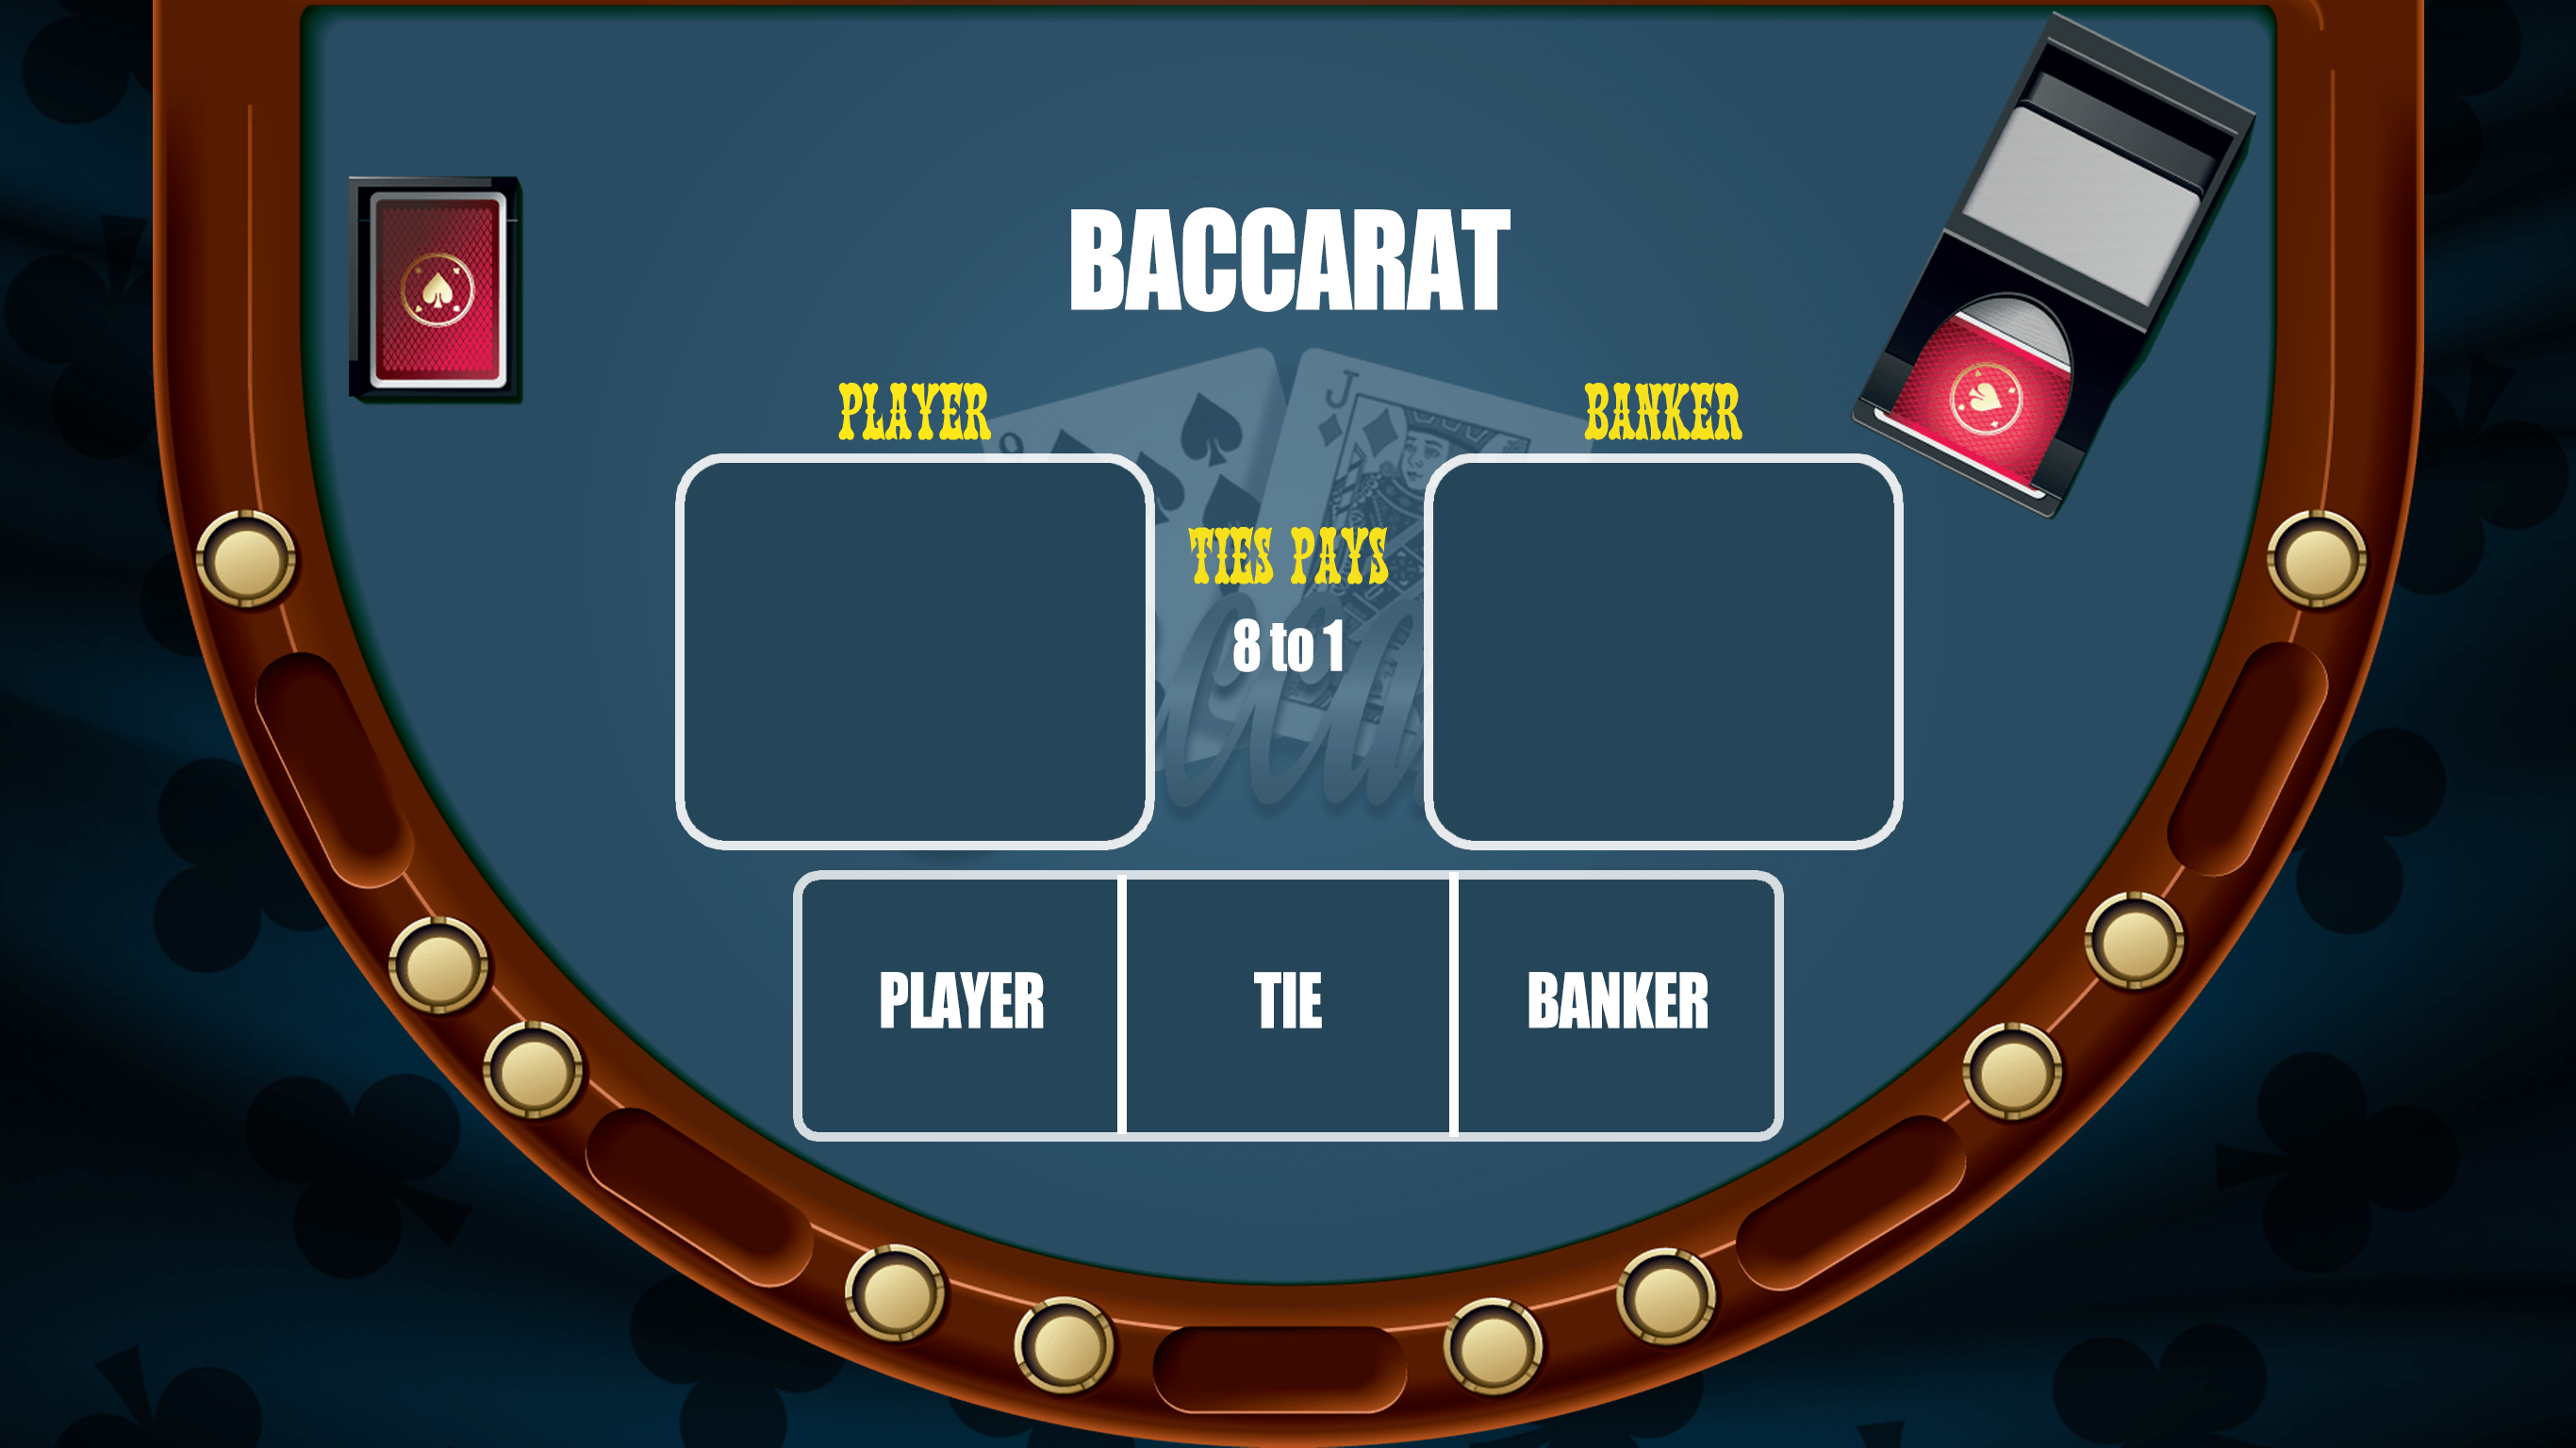 BACCARAT
PLAYER
BANKER
J
TIES PAYS
8 to 1
PLAYER
TIE
BANKER